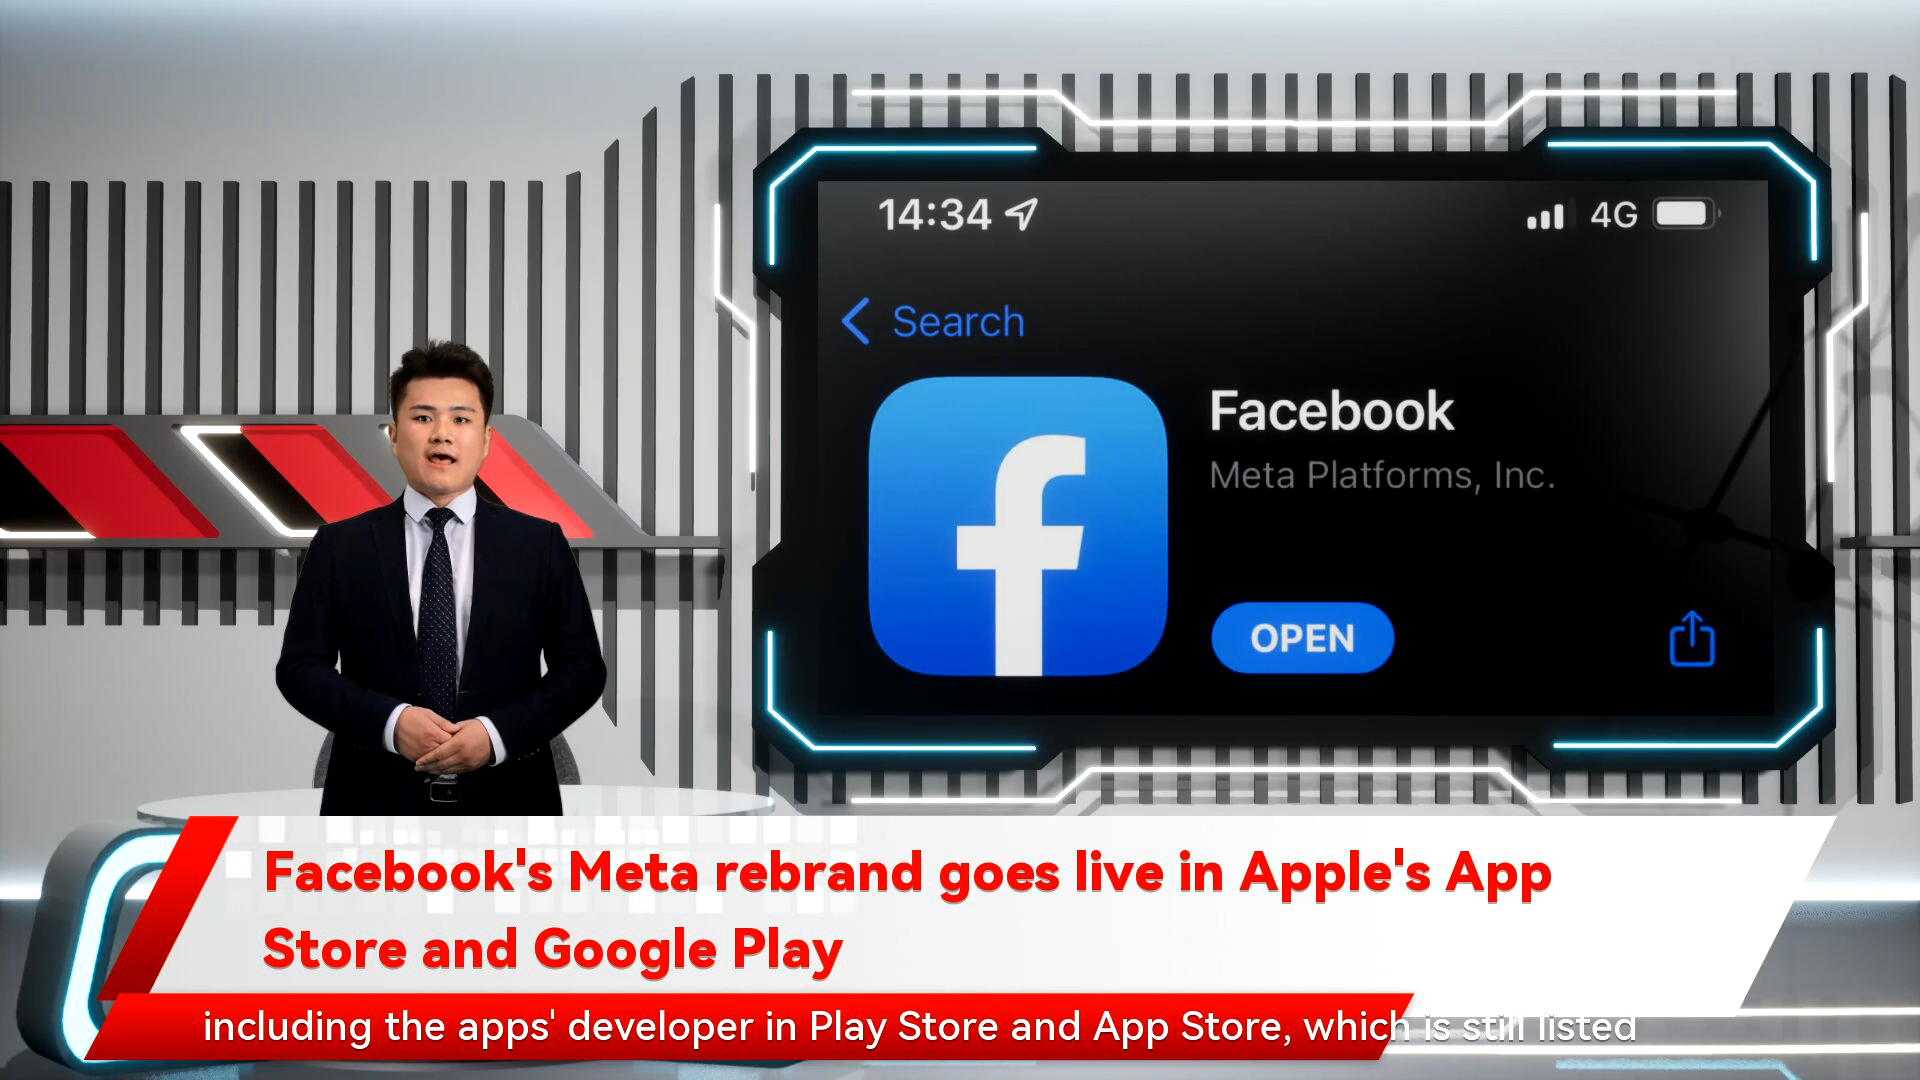 14:34
4G
Search
Facebook
Meta Platforms, Inc.
OPEN
Facebook's Meta rebrand goes live in Apple's App
Store and Google Play
including the apps' developer in Play Store and App Store, which is still listed